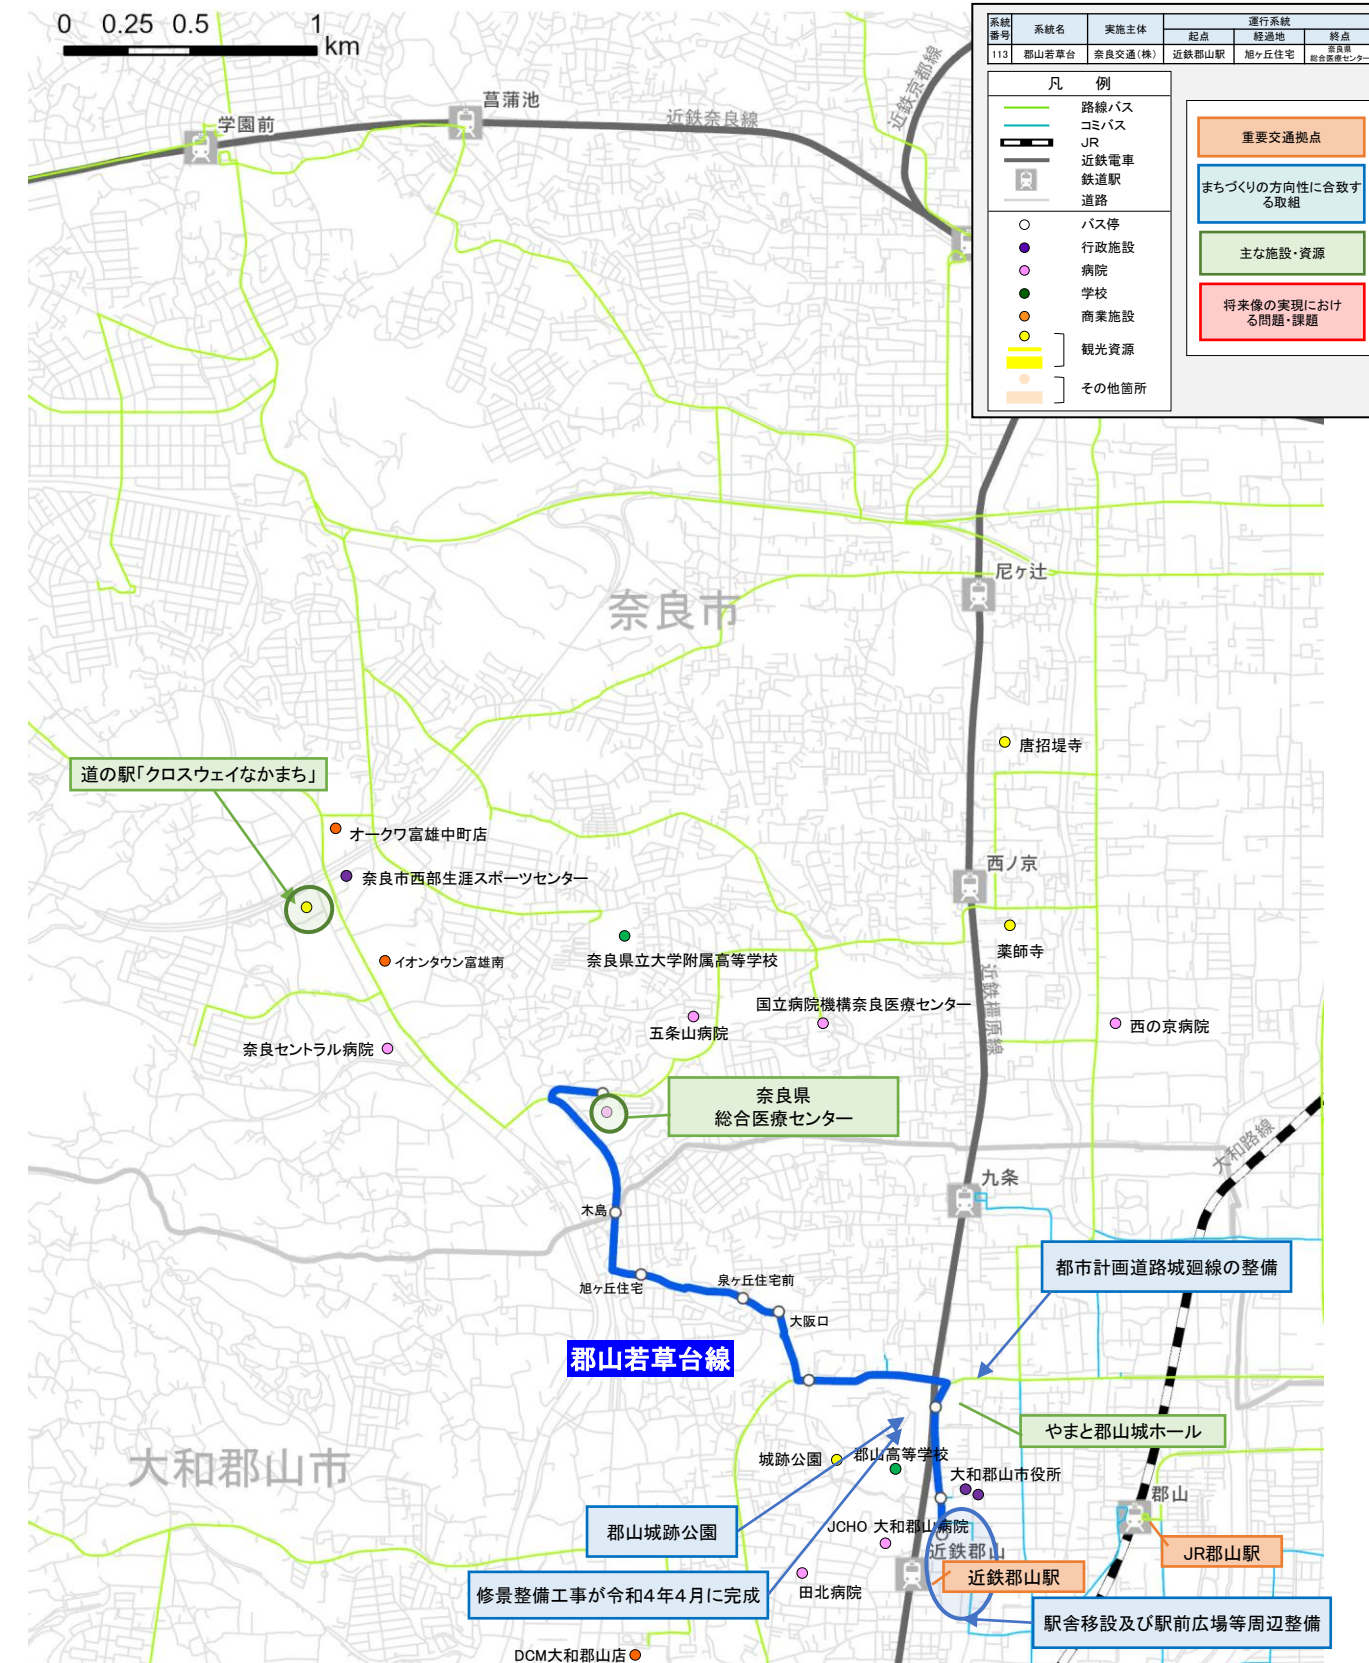 0 0.25 0.5 1
km
系統番号 系統名 実施主体 運行系統
起点 経過地 終点
113 郡山若草台 奈良交通(株) 近鉄郡山駅 旭ヶ丘住宅 奈良県総合医療センター
凡 例
路線バス
コミバス
JR
近鉄電車
鉄道駅
道路
バス停
行政施設
病院
学校
商業施設
観光資源
その他箇所
重要交通拠点
まちづくりの方向性に合致す
る取組
主な施設・資源
将来像の実現におけ
る問題・課題
近鉄京都線
菖蒲池
学園前
近鉄奈良線
尼ヶ辻
奈良市
唐招堤寺
道の駅「クロスウェイなかまち」
オークワ富雄中町店
西ノ京
奈良市西部生涯スポーツセンター
薬師寺
奈良県立大学附属高等学校
イオンタウン富雄南
近鉄橿原線
国立病院機構奈良医療センター
西の京病院
五条山病院
奈良セントラル病院
奈良県
総合医療センター
大和路線
九条
木島
都市計画道路城廻線の整備
旭ヶ丘住宅
泉ヶ丘住宅前
大阪口
郡山若草台線
やまと郡山城ホール
大和郡山市
城跡公園
郡山高等学校
大和郡山市役所
郡山
郡山城跡公園
JCHO 大和郡山病院
近鉄郡山
JR郡山駅
近鉄郡山駅
修景整備工事が令和4年4月に完成
田北病院
駅舎移設及び駅前広場等周辺整備
DCM大和郡山店